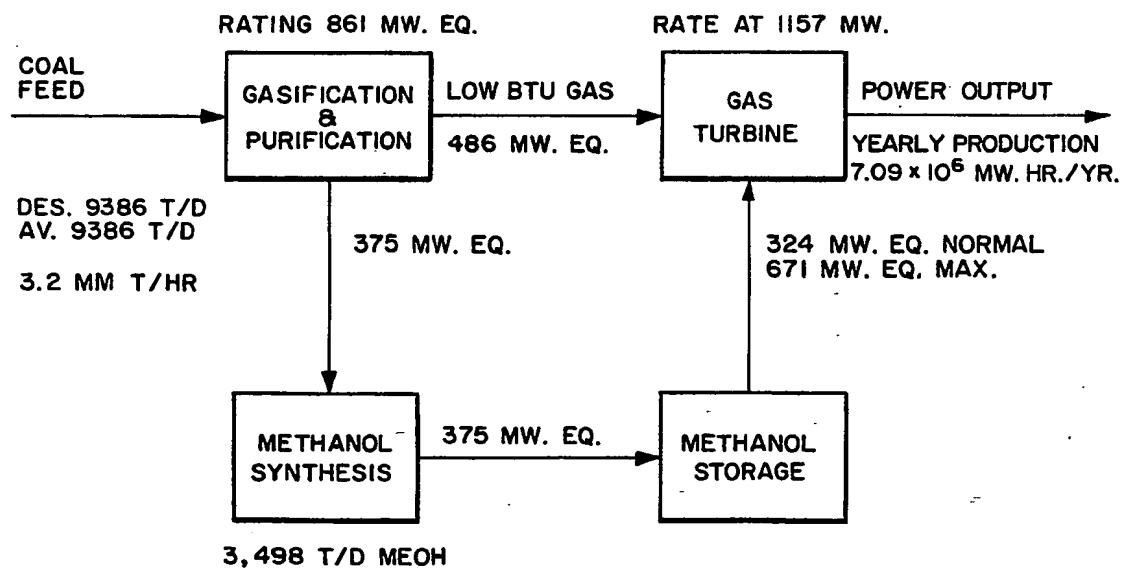 RATING 861 MW. EQ.
RATE AT 1157 MW.
COAL
FEED
GASIFICATION
&
PURIFICATION
LOW BTU GAS
486 MW. EQ.
GAS
TURBINE
POWER OUTPUT
YEARLY PRODUCTION
7.09 × 10⁶ MW. HR./YR.
DES. 9386 T/D
AV. 9386 T/D
3.2 MM T/HR
375 MW. EQ.
324 MW. EQ. NORMAL
671 MW. EQ. MAX.
METHANOL
SYNTHESIS
375 MW. EQ.
METHANOL
STORAGE
3,498 T/D MEOH